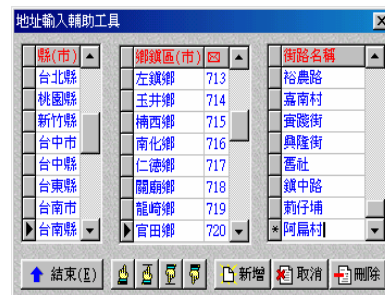 地址輸入輔助工具
縣(市) 鄉鎮區(市) 街路名稱
台北縣 左鎮鄉 713 裕農路
桃園縣 玉井鄉 714 嘉南村
新竹縣 楠西鄉 715 實踐街
台中市 南化鄉 716 興隆街
台中縣 仁德鄉 717 舊社
台東縣 關廟鄉 718 鎮中路
台南市 龍崎鄉 719 莿仔埔
台南縣 官田鄉 720 * 阿扁村
結束(E) 新增 取消 刪除